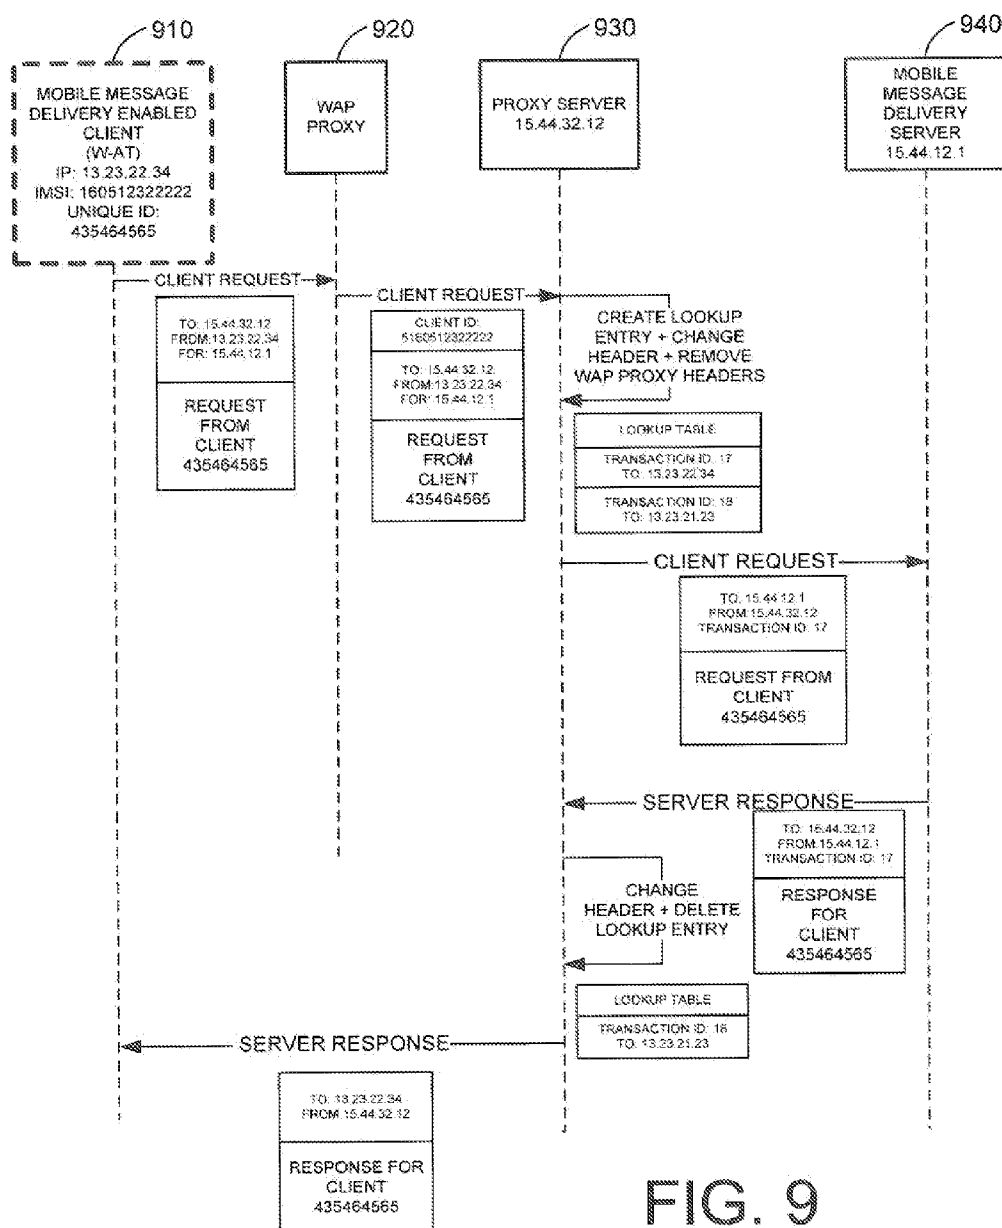 910
920
930
940
MOBILE MESSAGE
DELIVERY ENABLED
CLIENT
(W-AT)
IP: 13.23.22.34
IMSI: 160512322222
UNIQUE ID:
435464565
WAP
PROXY
PROXY SERVER
15.44.32.12
MOBILE
MESSAGE
DELIVERY
SERVER
15.44.12.1
CLIENT REQUEST
TO: 15.44.32.12
FROM:13.23.22.34
FOR: 15.44.12.1
REQUEST
FROM
CLIENT
435464565
CLIENT REQUEST
CLIENT ID:
5160512322222
TO: 15.44.32.12
FROM:13.23.22.34
FOR: 15.44.12.1
REQUEST
FROM
CLIENT
435464565
CREATE LOOKUP
ENTRY + CHANGE
HEADER + REMOVE
WAP PROXY HEADERS
LOOKUP TABLE
TRANSACTION ID: 17
TO: 13.23.22.34
TRANSACTION ID: 18
TO: 13.23.21.23
CLIENT REQUEST
TO: 15.44.12.1
FROM:15.44.32.12
TRANSACTION ID: 17
REQUEST FROM
CLIENT
435464565
SERVER RESPONSE
TO: 15.44.32.12
FROM:15.44.12.1
TRANSACTION ID: 17
RESPONSE
FOR
CLIENT
435464565
CHANGE
HEADER + DELETE
LOOKUP ENTRY
LOOKUP TABLE
TRANSACTION ID: 18
TO: 13.23.21.23
SERVER RESPONSE
TO: 13.23.22.34
FROM:15.44.32.12
RESPONSE FOR
CLIENT
435464565
FIG. 9